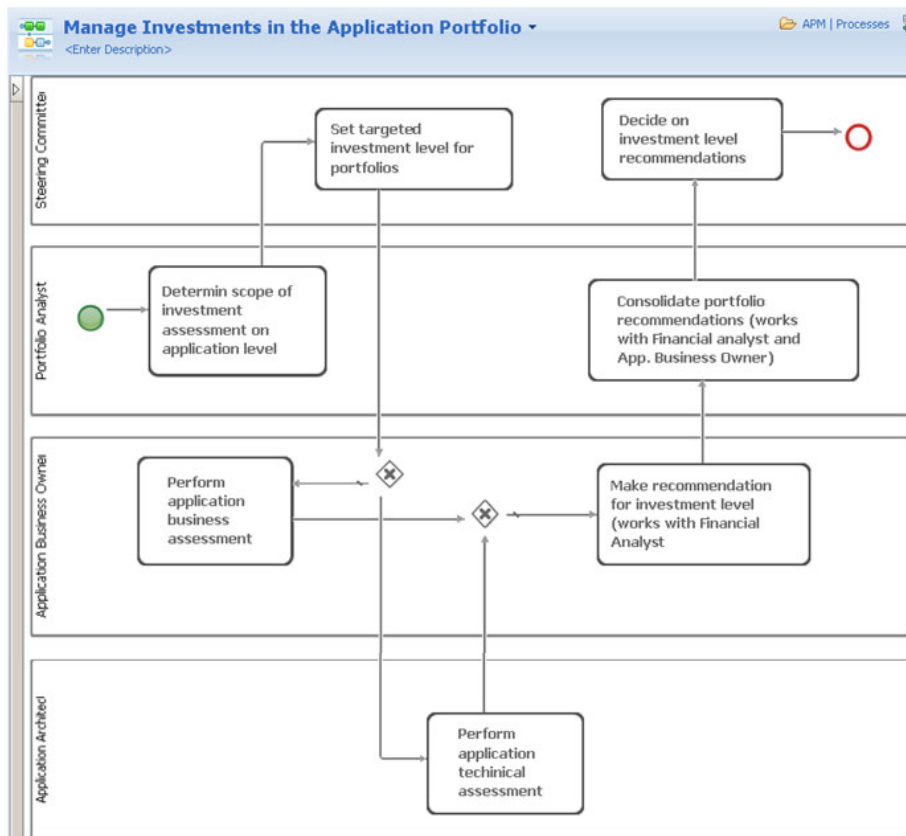 Manage Investments in the Application Portfolio
APM | Processes
<Enter Description>
Steering Committe
Set targeted
investment level for
portfolios
Decide on
investment level
recommendations
Portfolio Analyst
Determin scope of
investment
assessment on
application level
Consolidate portfolio
recommendations (works
with Financial analyst and
App. Business Owner)
Application Business Owner
Perform
application
business
assessment
Make recommendation
for investment level
(works with Financial
Analyst
Application Architect
Perform
application
techinical
assessment